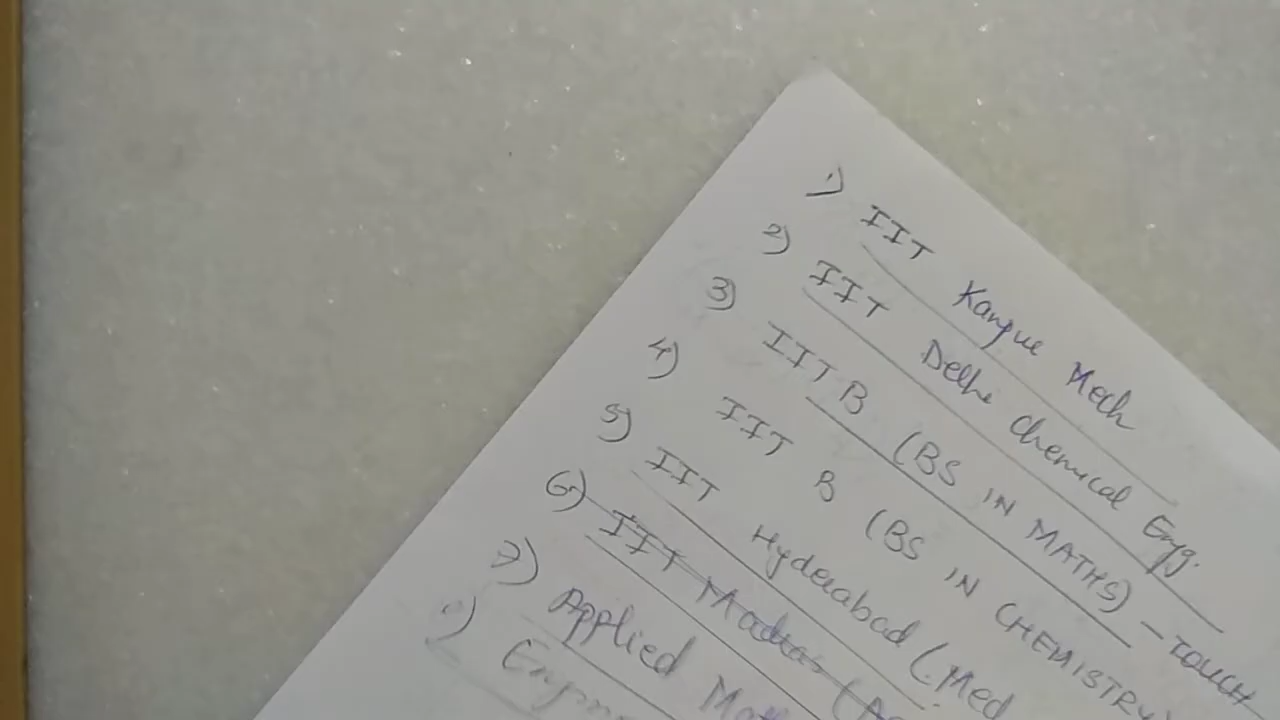 1) IIT Kanpur Mech
2) IIT Delhi Chemical Engg.
3) IIT B (BS IN MATHS) - TOUCH
4) IIT B (BS IN CHEMISTRY)
5) IIT Hyderabad (Med
6) IIT Madras (
7) Applied Math